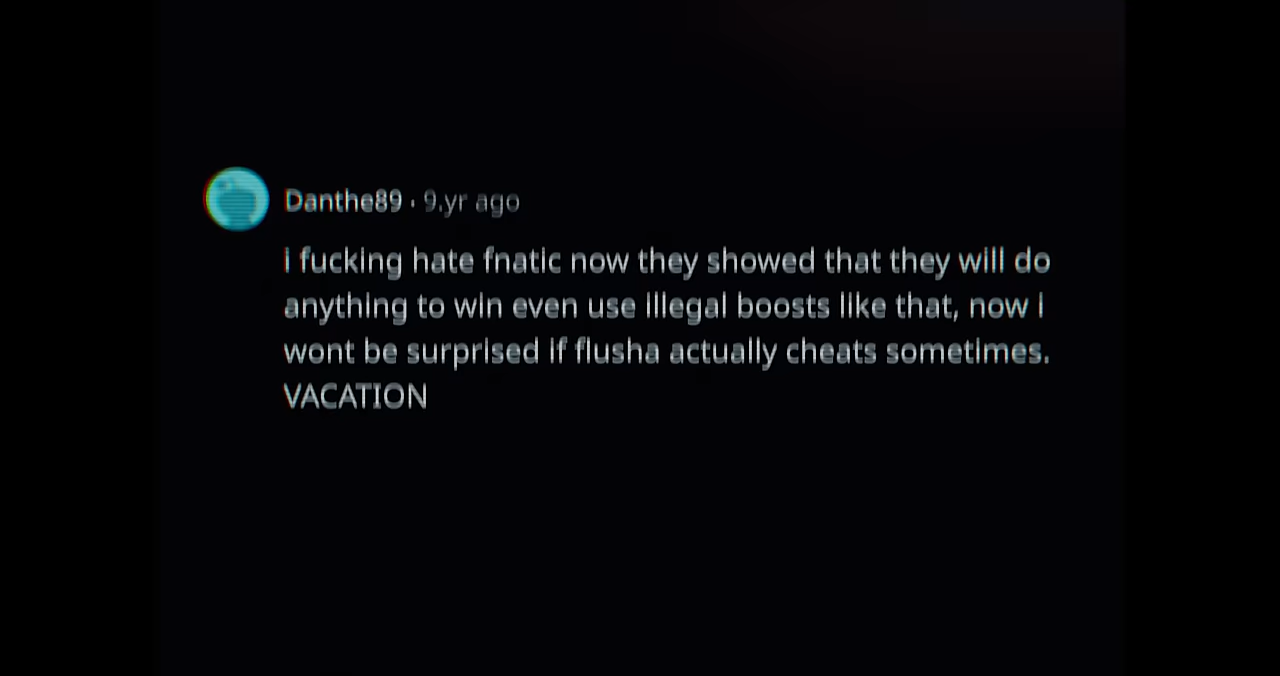 Danthe89 · 9.yr ago
i fucking hate fnatic now they showed that they will do
anything to win even use illegal boosts like that, now i
wont be surprised if flusha actually cheats sometimes.
VACATION